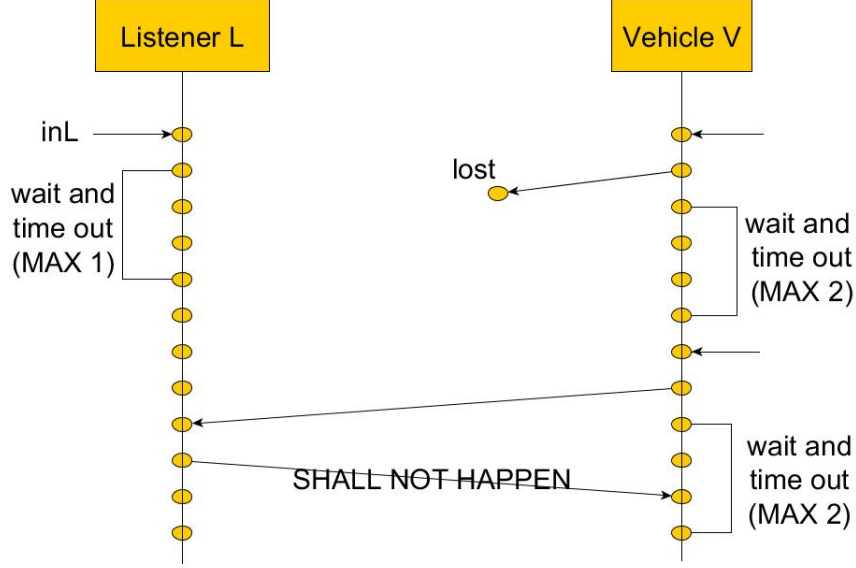 Listener L
Vehicle V
inL
lost
wait and
time out
(MAX 1)
wait and
time out
(MAX 2)
SHALL NOT HAPPEN
wait and
time out
(MAX 2)